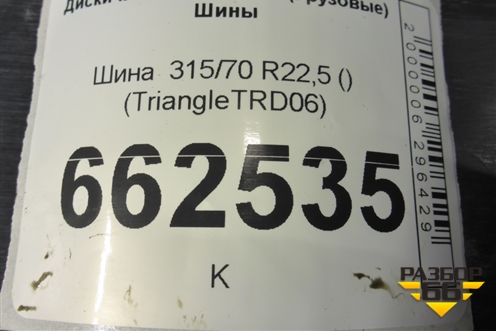 Шины
Шина 315/70 R22,5 ()
(TriangleTRD06)
662535
К
2000006296429
РАЗБОР
66